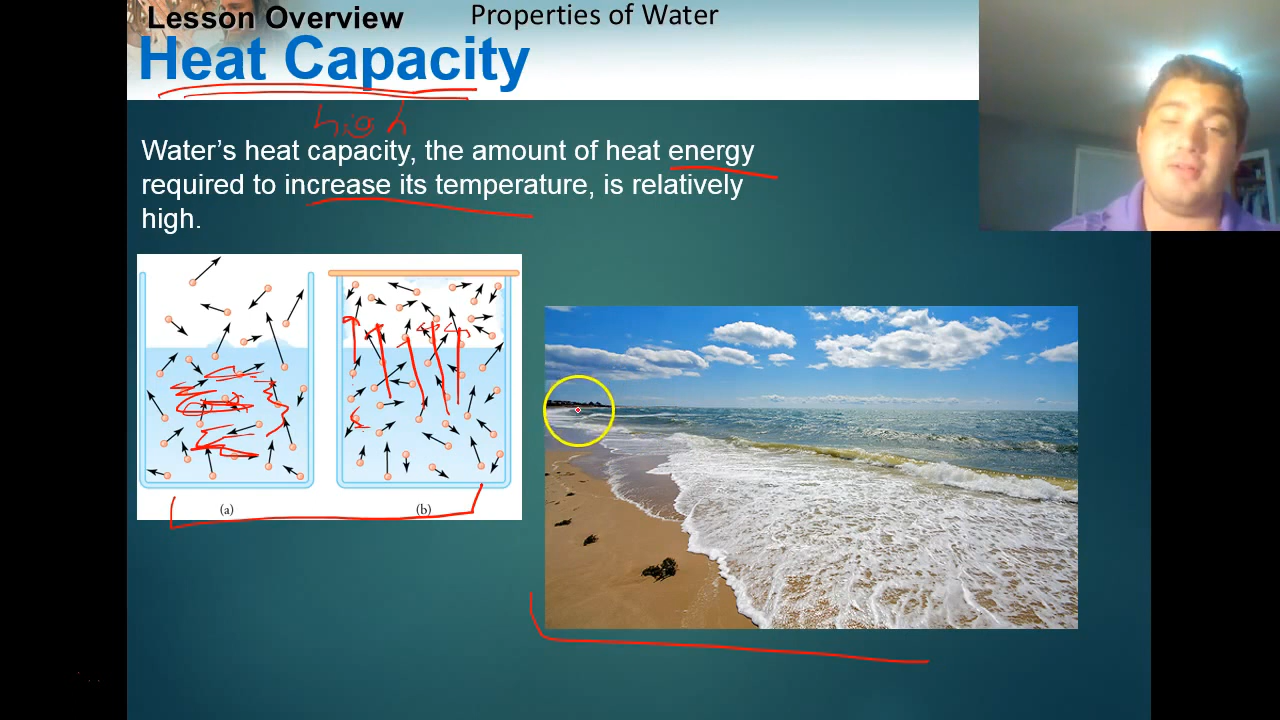 Lesson Overview
Properties of Water
Heat Capacity
high
Water's heat capacity, the amount of heat energy
required to increase its temperature, is relatively
high.
(a)
(b)